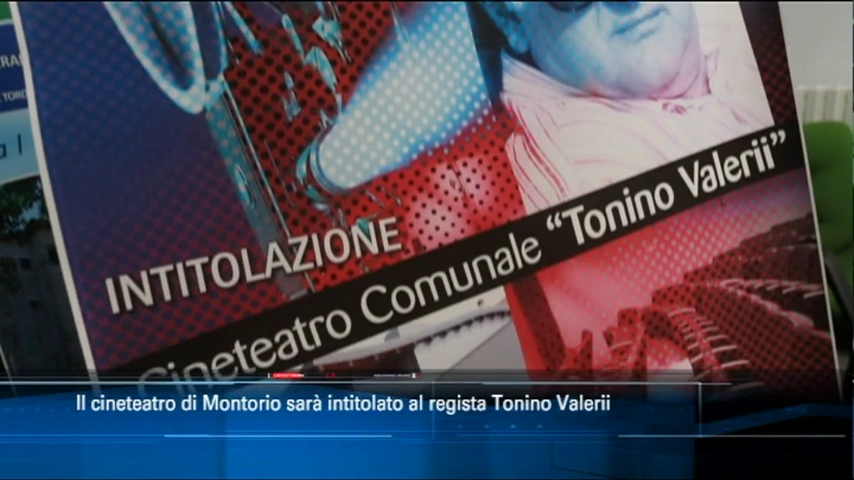 INTITOLAZIONE
Cineteatro Comunale "Tonino Valerii"
Il cineteatro di Montorio sarà intitolato al regista Tonino Valerii